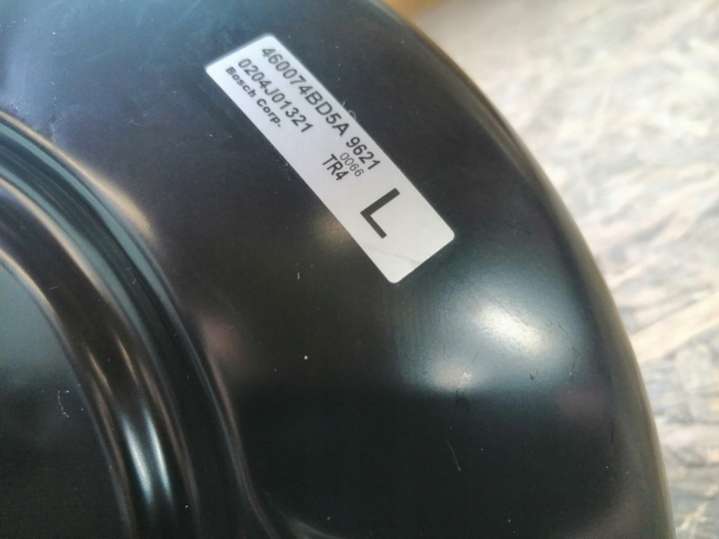 460074BD5A 9621
0204J01321 0066
Bosch Corp. TR4
L